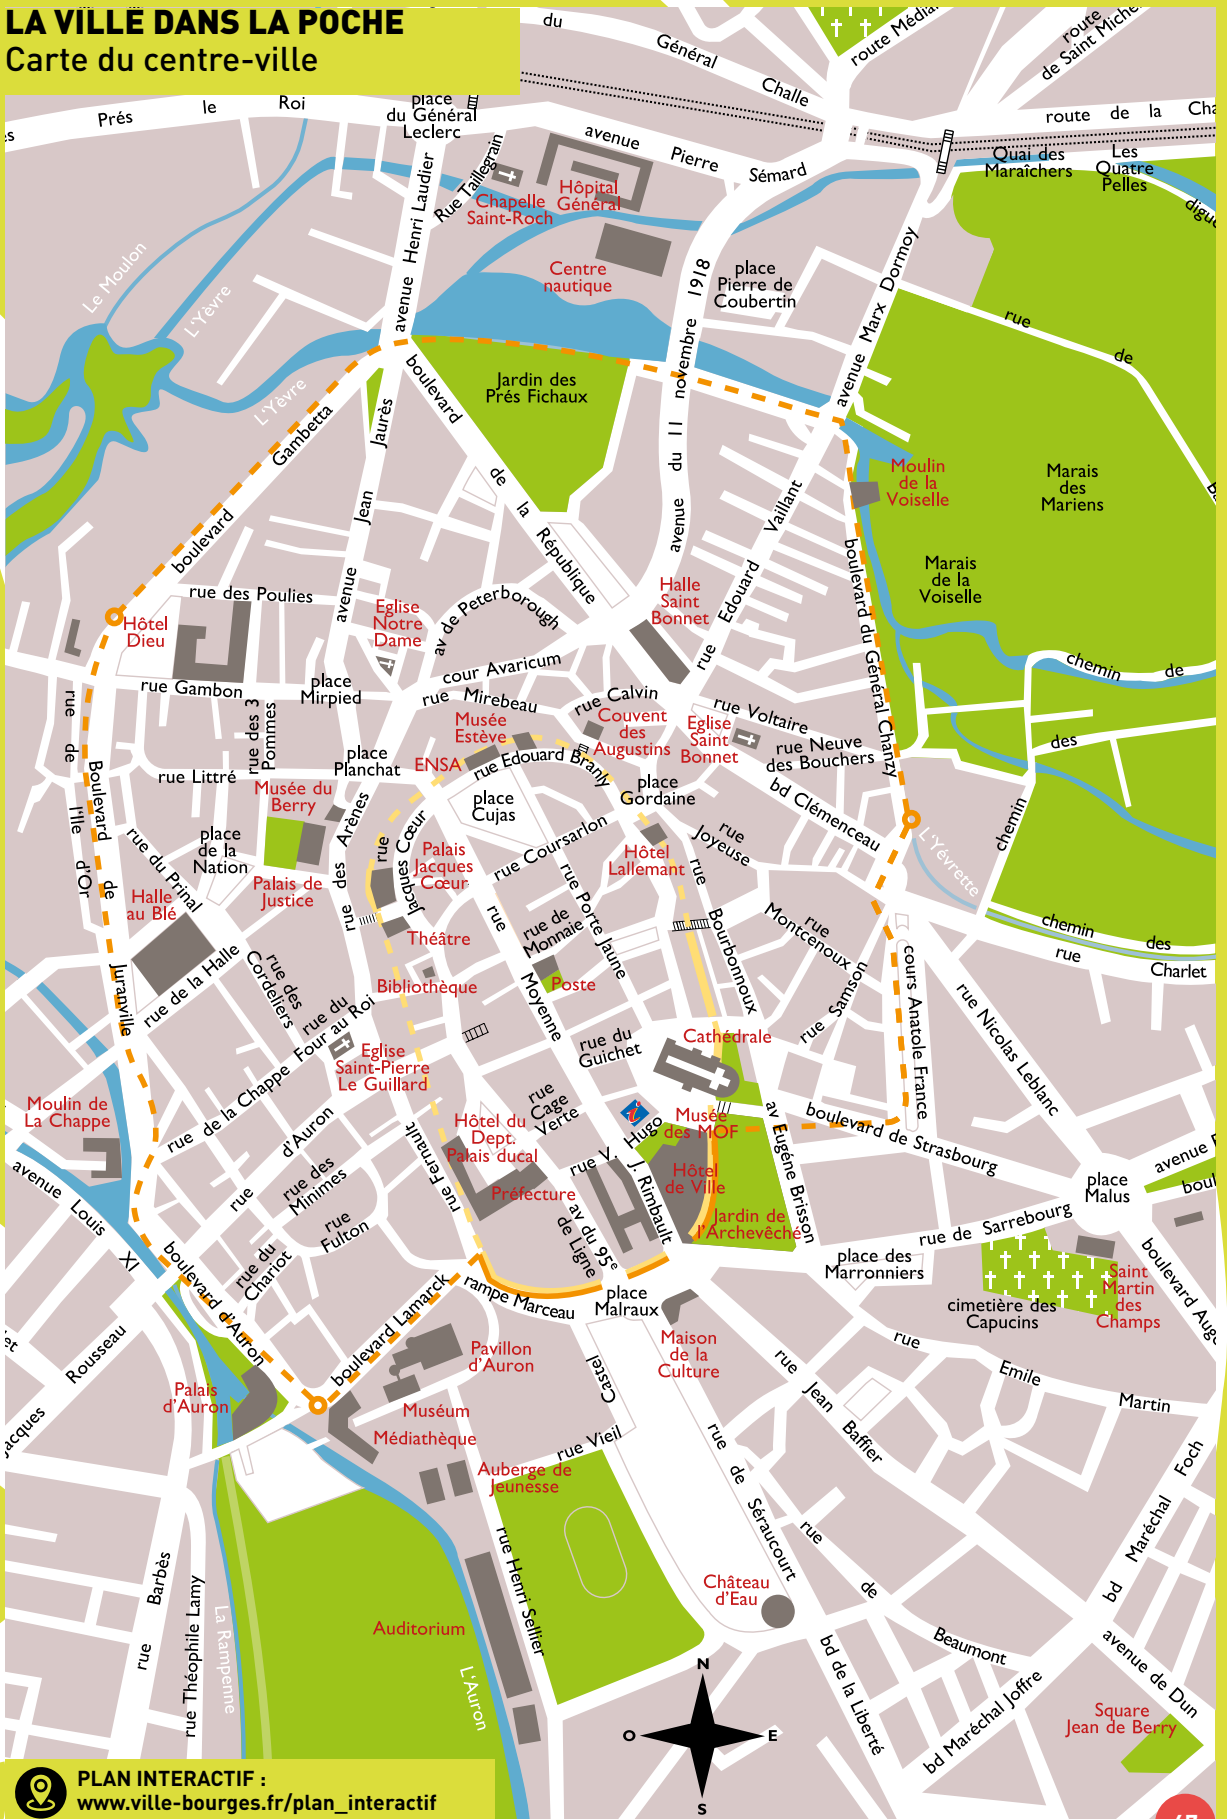 LA VILLE DANS LA POCHE
Carte du centre-ville
du
Général
Challe
route
de Saint
Prés le Roi
place
du Général
Leclerc
avenue Pierre Sémard
route de la
Quai des
Maraîchers
Les
Quatre
Pelles
Rue Taillegrain
Chapelle
Saint-Roch
Hôpital
Général
avenue Henri Laudier
Le Moulon
L'Yèvre
L'Yèvre
Centre
nautique
place
Pierre de
Coubertin
avenue du 11 novembre 1918
avenue Marx Dormoy
rue de
Jardin des
Prés Fichaux
boulevard de la République
boulevard Gambetta
avenue Jean Jaurès
Moulin
de la
Voiselle
Marais
des
Mariens
Marais
de la
Voiselle
rue Edouard Vaillant
boulevard du Général Chanzy
Hôtel
Dieu
rue des Poulies
Eglise
Notre
Dame
av de Peterborough
Halle
Saint
Bonnet
chemin de
des
chemin
rue Gambon
place
Mirpied
cour Avaricum
rue Mirebeau
rue Calvin
rue Voltaire
rue Neuve
des Bouchers
Couvent
des
Augustins
Eglise
Saint
Bonnet
Musée
Estève
ENSA
rue Edouard Branly
rue des 3
Pommes
place
Planchat
rue Littré
Musée du
Berry
place
Cujas
place
Gordaine
bd Clémenceau
rue de l'Ille d'Or
Boulevard de Juranville
rue du Prinal
place
de la
Nation
Palais de
Justice
rue des Arènes
rue
Jacques Cœur
Palais
Jacques
Cœur
rue Coursarlon
Hôtel
Lallemant
rue
Joyeuse
L'Yévrette
Halle
au Blé
rue de la Halle
rue des
Cordeliers
Théâtre
Bibliothèque
rue Moyenne
rue de
Monnaie
Poste
rue Porte Jaune
rue Bourbonnoux
rue
Montcenoux
rue Samson
chemin des
rue Charlet
cours Anatole France
rue Nicolas Leblanc
rue du
Four au Roi
rue de la Chappe
Eglise
Saint-Pierre
Le Guillard
rue du
Guichet
Cathédrale
Moulin de
La Chappe
rue d'Auron
rue
Cage
Verte
rue V. Hugo
i
Musée
des MOF
boulevard de Strasbourg
av Eugéne Brisson
Hôtel du
Dept.
Palais ducal
Préfecture
rue Fernault
rue des
Minimes
rue
Fulton
rue du
Chariot
avenue Louis XI
av du 95e
de Ligne
J. Rimbault
Hôtel
de Ville
Jardin de
l'Archevêché
place
Malus
avenue
rue de Sarrebourg
place des
Marronniers
cimetière des
Capucins
Saint
Martin
des
Champs
boulevard d'Auron
boulevard Lamarck
rampe Marceau
place
Malraux
Maison
de la
Culture
rue Emile Martin
Rousseau
Palais
d'Auron
Pavillon
d'Auron
Muséum
Médiathèque
Auberge de
Jeunesse
Castel
rue Vieil
rue Jean Baffier
rue de Séraucourt
bd Maréchal Foch
rue Henri Sellier
Château
d'Eau
rue de Beaumont
rue Barbès
rue Théophile Lamy
La Rampenne
Auditorium
L'Auron
bd de la Liberté
bd Maréchal Joffre
avenue de Dun
Square
Jean de Berry
N
O
E
S
PLAN INTERACTIF :
www.ville-bourges.fr/plan_interactif